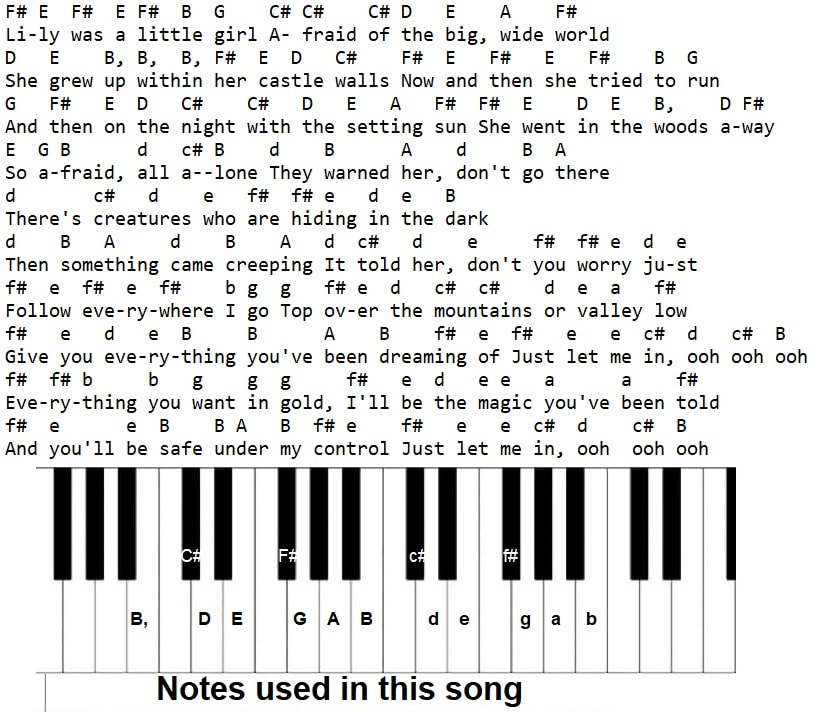 F# E F# E F# B G C# C# C# D E A F#
Li-ly was a little girl A- fraid of the big, wide world
D E B, B, B, F# E D C# F# E F# E F# B G
She grew up within her castle walls Now and then she tried to run
G F# E D C# C# D E A F# F# E D E B, D F#
And then on the night with the setting sun She went in the woods a-way
E G B d c# B d B A d B A
So a-fraid, all a--lone They warned her, don't go there
d c# d e f# f# e d e B
There's creatures who are hiding in the dark
d B A d B A d c# d e f# f# e d e
Then something came creeping It told her, don't you worry ju-st
f# e f# e f# b g g f# e d c# c# d e a f#
Follow eve-ry-where I go Top ov-er the mountains or valley low
f# e d e B B A B f# e f# e e c# d c# B
Give you eve-ry-thing you've been dreaming of Just let me in, ooh ooh ooh
f# f# b b g g g f# e d e e a a f#
Eve-ry-thing you want in gold, I'll be the magic you've been told
f# e e B B A B f# e f# e e c# d c# B
And you'll be safe under my control Just let me in, ooh ooh ooh
C# F# c# f#
B, D E G A B d e g a b
Notes used in this song